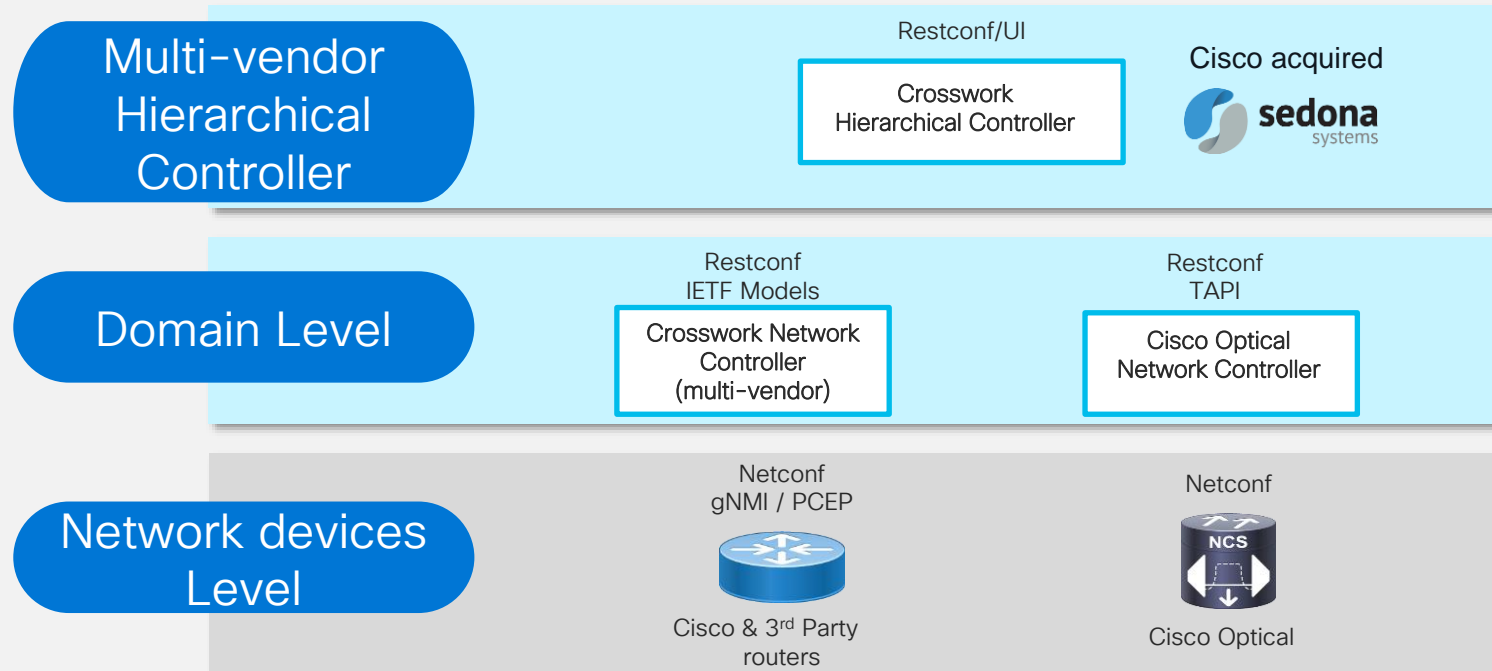 Multi-vendor
Hierarchical
Controller
Restconf/UI
Crosswork
Hierarchical Controller
Cisco acquired
sedona
systems
Domain Level
Restconf
IETF Models
Crosswork Network
Controller
(multi-vendor)
Restconf
TAPI
Cisco Optical
Network Controller
Network devices
Level
Netconf
gNMI / PCEP
Cisco & 3rd Party
routers
Netconf
NCS
Cisco Optical